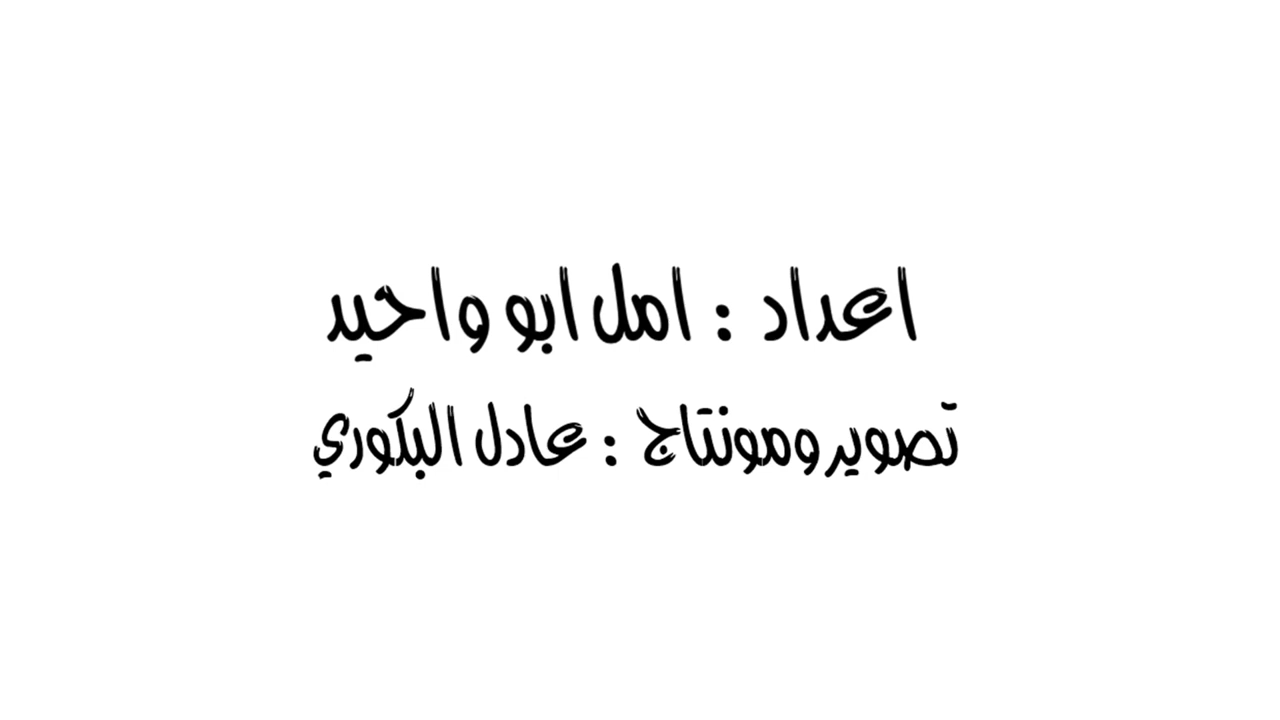 اعداد : امل ابو واحيد
تصوير ومونتاج : عادل البكوري